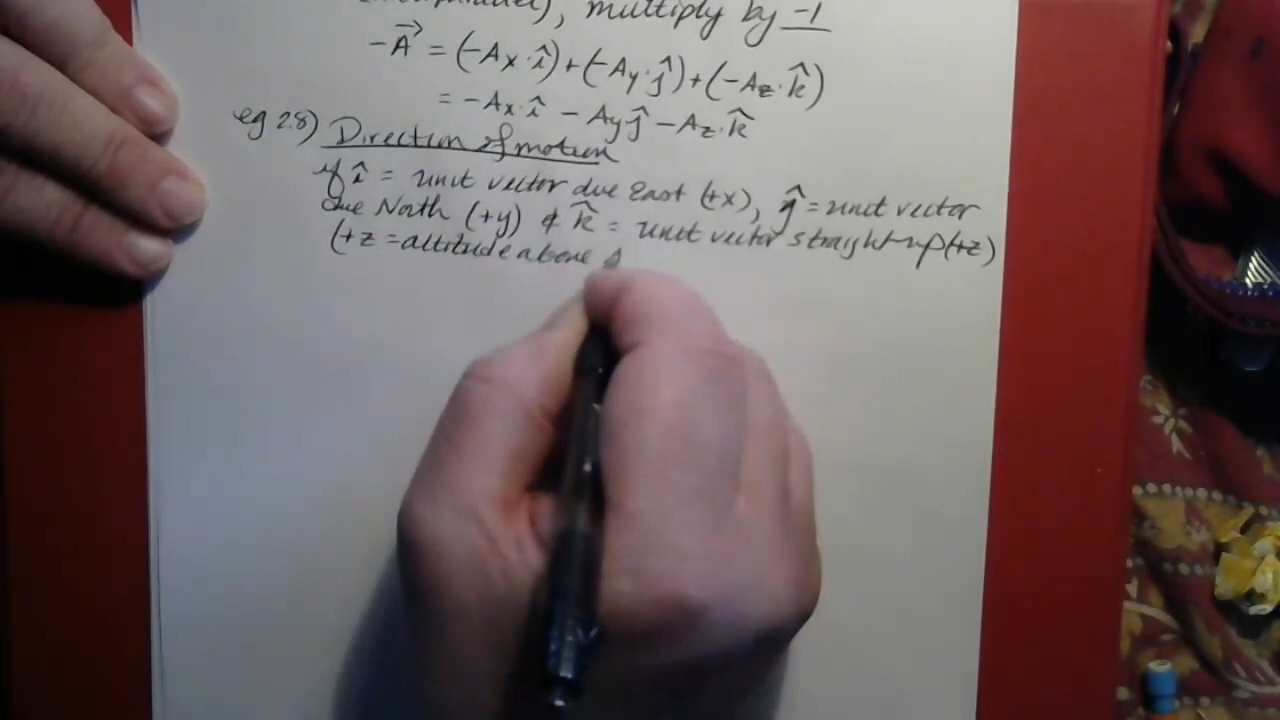 , multiply by -1
-A⃗ = (-Ax·î)+(-Ay·ĵ)+(-Az·k̂)
= -Ax·î - Ayĵ - Az·k̂
eg 2.8) Direction of motion
if î = unit vector due East (+x), ĵ = unit vector
due North (+y) & k̂ = unit vector straight up (+z)
(+z = altitude above